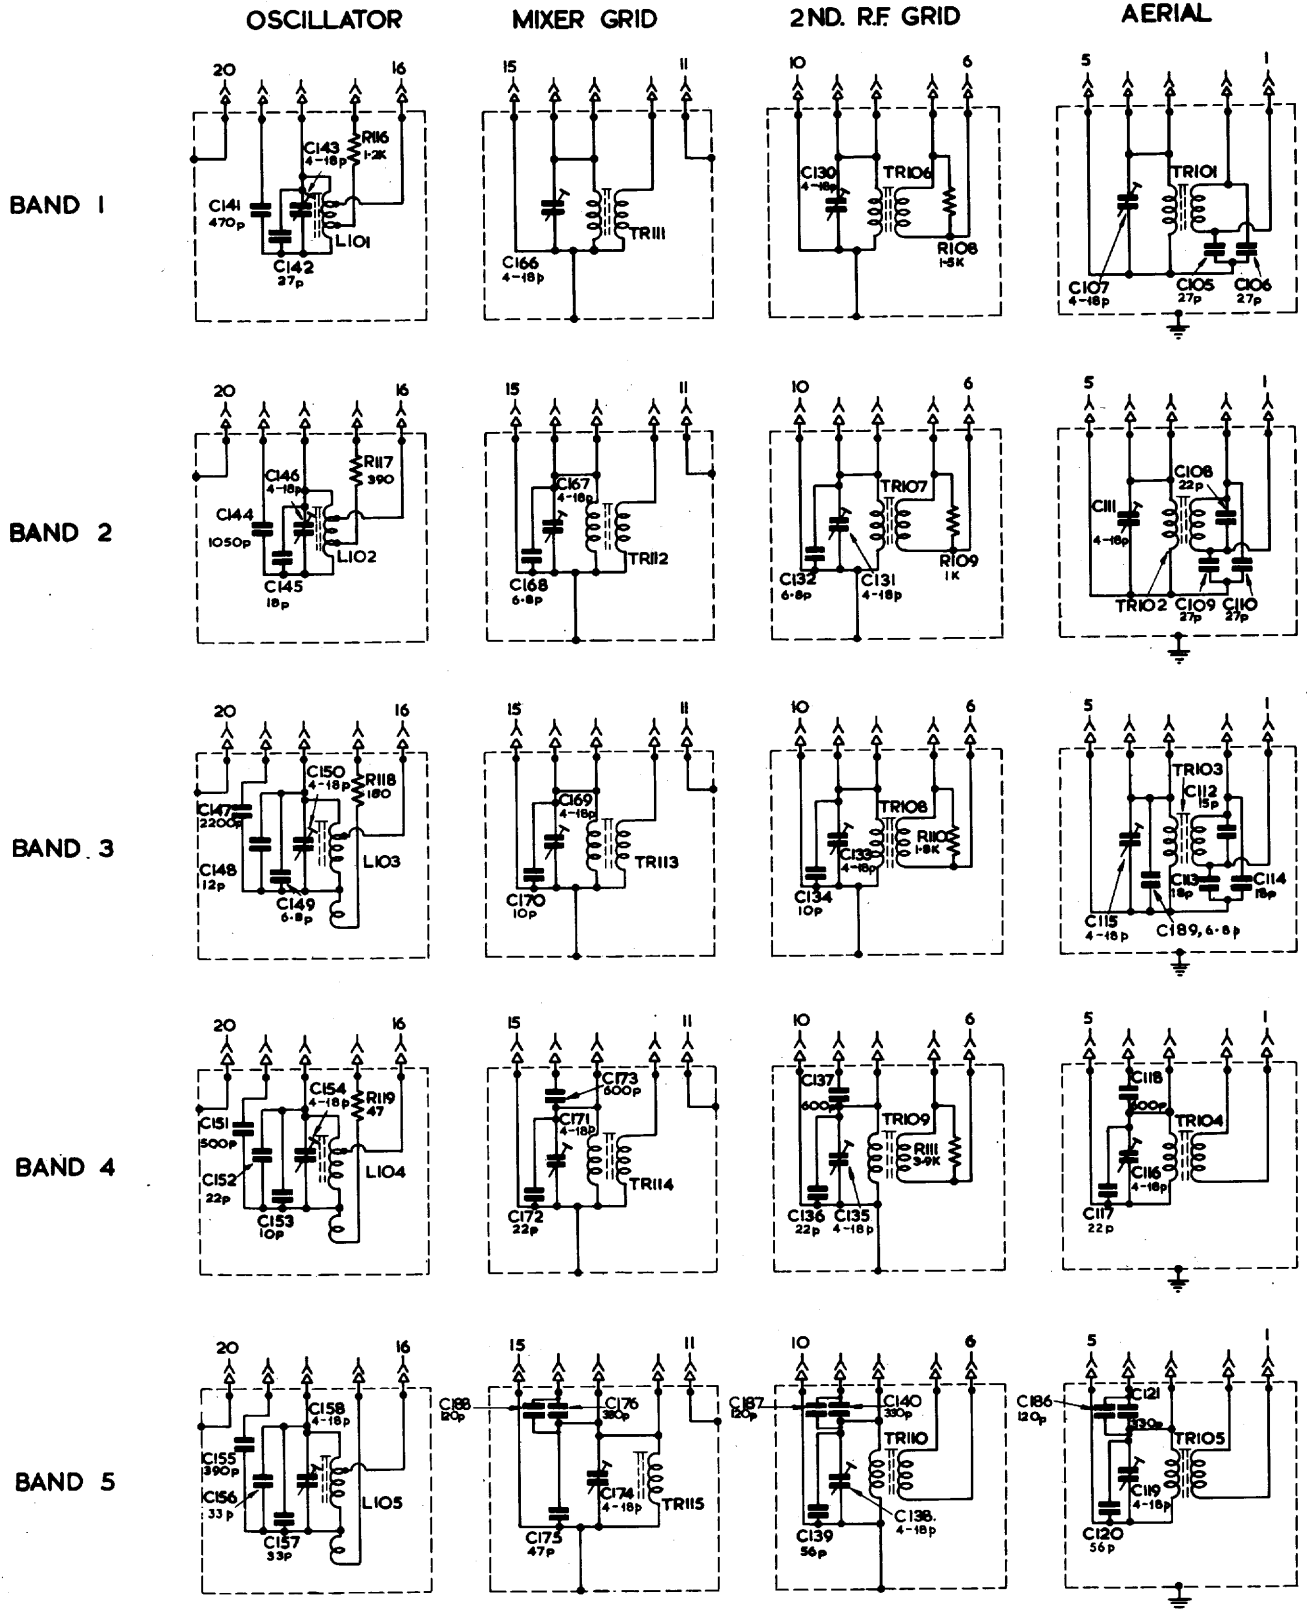 OSCILLATOR MIXER GRID 2ND. R.F. GRID AERIAL
BAND 1
20 16
C143
4-18p
R116
1·2K
C141
470p
L101
C142
27p
15 11
C166
4-18p
TR111
10 6
C130
4-18p
TR106
R108
1·5K
5 1
TR101
C107
4-18p
C105
27p
C106
27p
BAND 2
20 16
C146
4-18p
R117
390
C144
1050p
L102
C145
18p
15 11
C167
4-18p
TR112
C168
6·8p
10 6
TR107
R109
1K
C132
6·8p
C131
4-18p
5 1
C108
22p
C111
4-18p
TR102
C109
27p
C110
27p
BAND 3
20 16
C150
4-18p
R118
180
C147
2200p
C148
12p
L103
C149
6·8p
15 11
C169
4-18p
TR113
C170
10p
10 6
TR108
R110
1·8K
C133
4-18p
C134
10p
5 1
TR103
C112
15p
C113
18p
C114
18p
C115
4-18p
C189, 6·8p
BAND 4
20 16
C154
4-18p
R119
47
C151
500p
C152
22p
L104
C153
10p
15 11
C173
600p
C171
4-18p
TR114
C172
22p
10 6
C137
600p
TR109
R111
3·9K
C136
22p
C135
4-18p
5 1
C118
600p
TR104
C116
4-18p
C117
22p
BAND 5
20 16
C158
4-18p
C155
390p
C156
33p
L105
C157
33p
15 11
C188
120p
C176
330p
C174
4-18p
TR115
C175
47p
10 6
C187
120p
C140
330p
TR110
C138.
4-18p
C139
56p
5 1
C186
120p
C121
330p
TR105
C119
4-18p
C120
56p